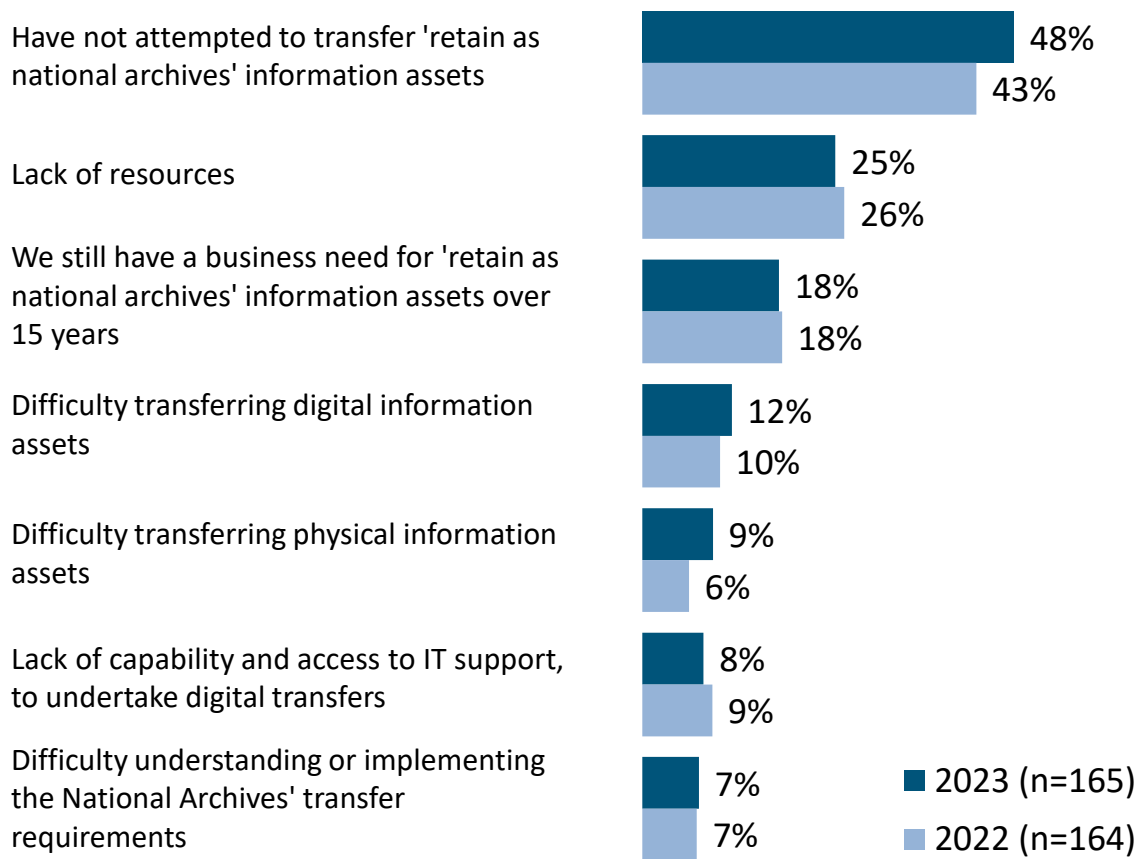 Have not attempted to transfer 'retain as
national archives' information assets
48%
43%
Lack of resources
25%
26%
We still have a business need for 'retain as
national archives' information assets over
15 years
18%
18%
Difficulty transferring digital information
assets
12%
10%
Difficulty transferring physical information
assets
9%
6%
Lack of capability and access to IT support,
to undertake digital transfers
8%
9%
Difficulty understanding or implementing
the National Archives' transfer
requirements
7%
7%
2023 (n=165)
2022 (n=164)